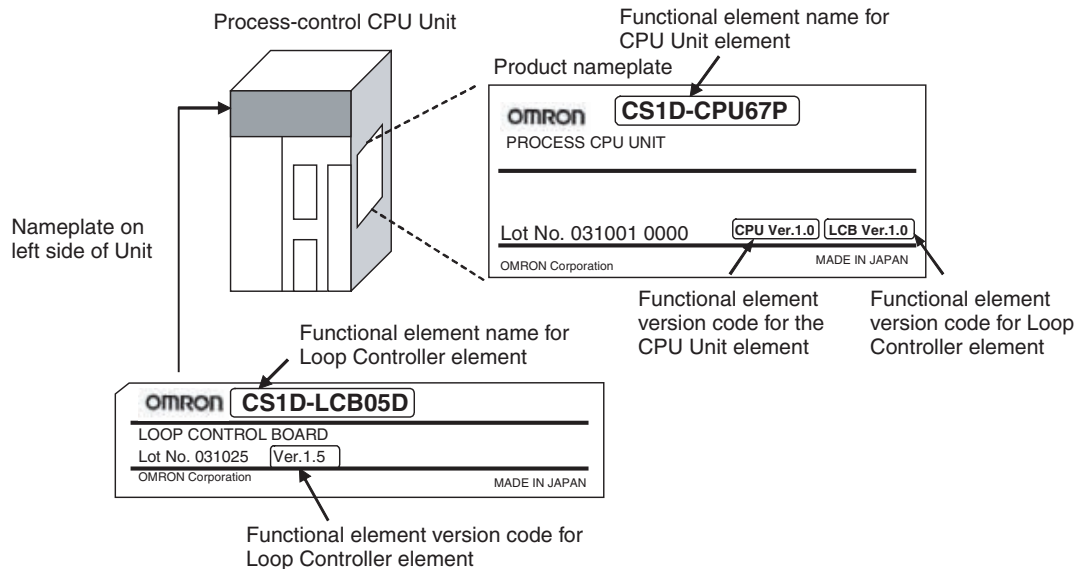 Process-control CPU Unit
Functional element name for
CPU Unit element
Product nameplate
OMRON CS1D-CPU67P
PROCESS CPU UNIT
Lot No. 031001 0000 CPU Ver.1.0 LCB Ver.1.0
OMRON Corporation MADE IN JAPAN
Nameplate on
left side of Unit
Functional element
version code for the
CPU Unit element
Functional element
version code for Loop
Controller element
Functional element name for
Loop Controller element
OMRON CS1D-LCB05D
LOOP CONTROL BOARD
Lot No. 031025 Ver.1.5
OMRON Corporation MADE IN JAPAN
Functional element version code for
Loop Controller element